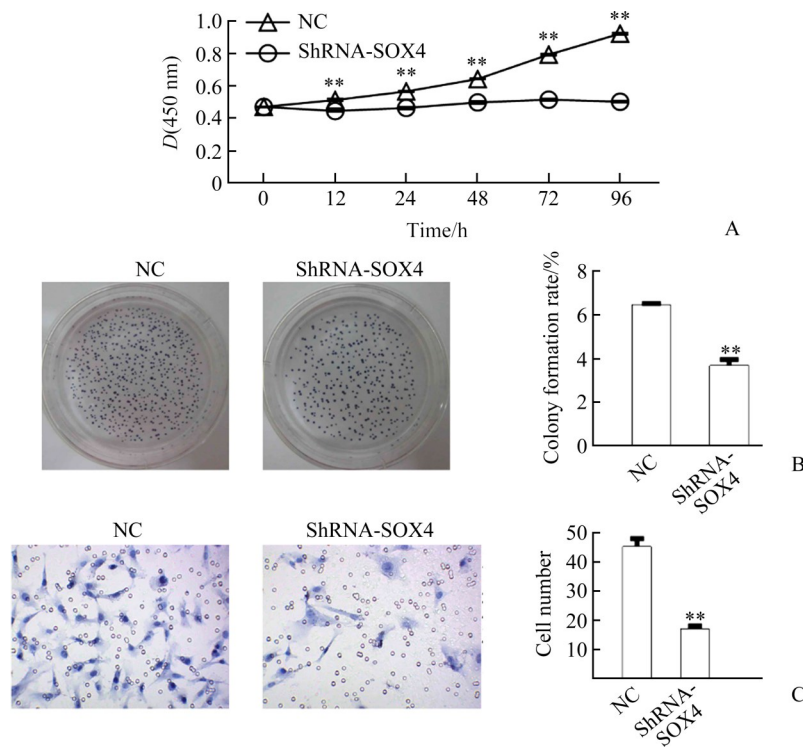 1.0
0.8
0.6
0.4
0.2
0
D(450 nm)
NC
ShRNA-SOX4
**
**
**
**
**
0 12 24 48 72 96
Time/h
A
NC
ShRNA-SOX4
Colony formation rate/%
8
6
4
6
0
**
NC
ShRNA-
SOX4
B
NC
ShRNA-SOX4
Cell number
50
40
30
20
10
**
NC
ShRNA-
SOX4
C